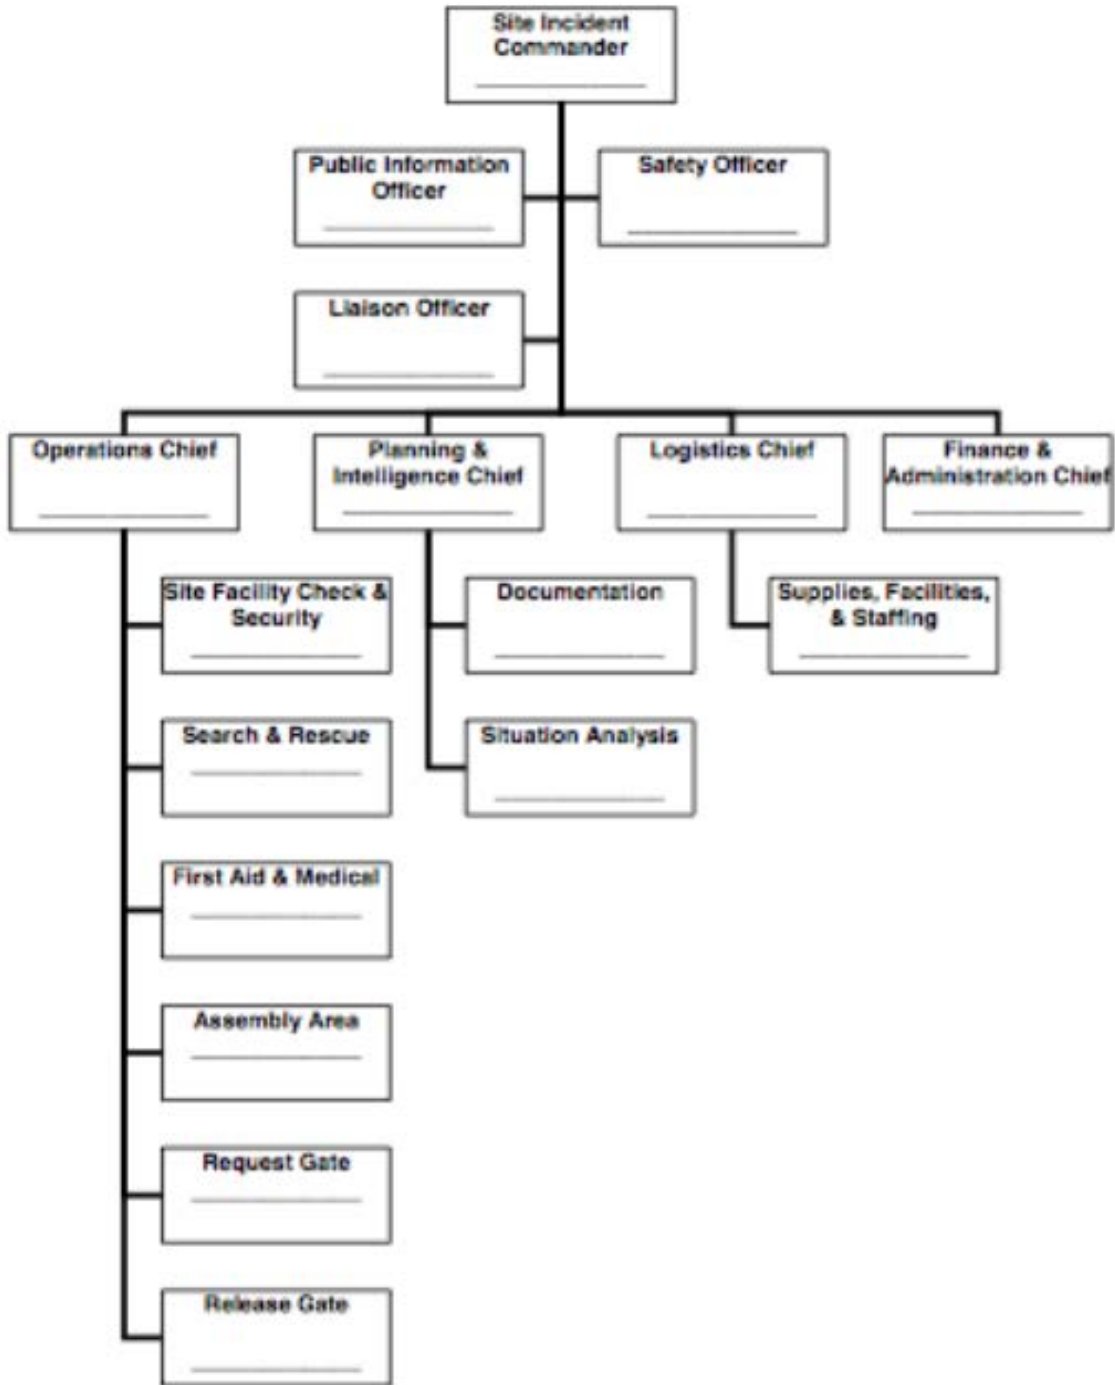 Site Incident
Commander
Public Information
Officer
Safety Officer
Liaison Officer
Operations Chief
Planning &
Intelligence Chief
Logistics Chief
Finance &
Administration Chief
Site Facility Check &
Security
Documentation
Supplies, Facilities,
& Staffing
Search & Rescue
Situation Analysis
First Aid & Medical
Assembly Area
Request Gate
Release Gate